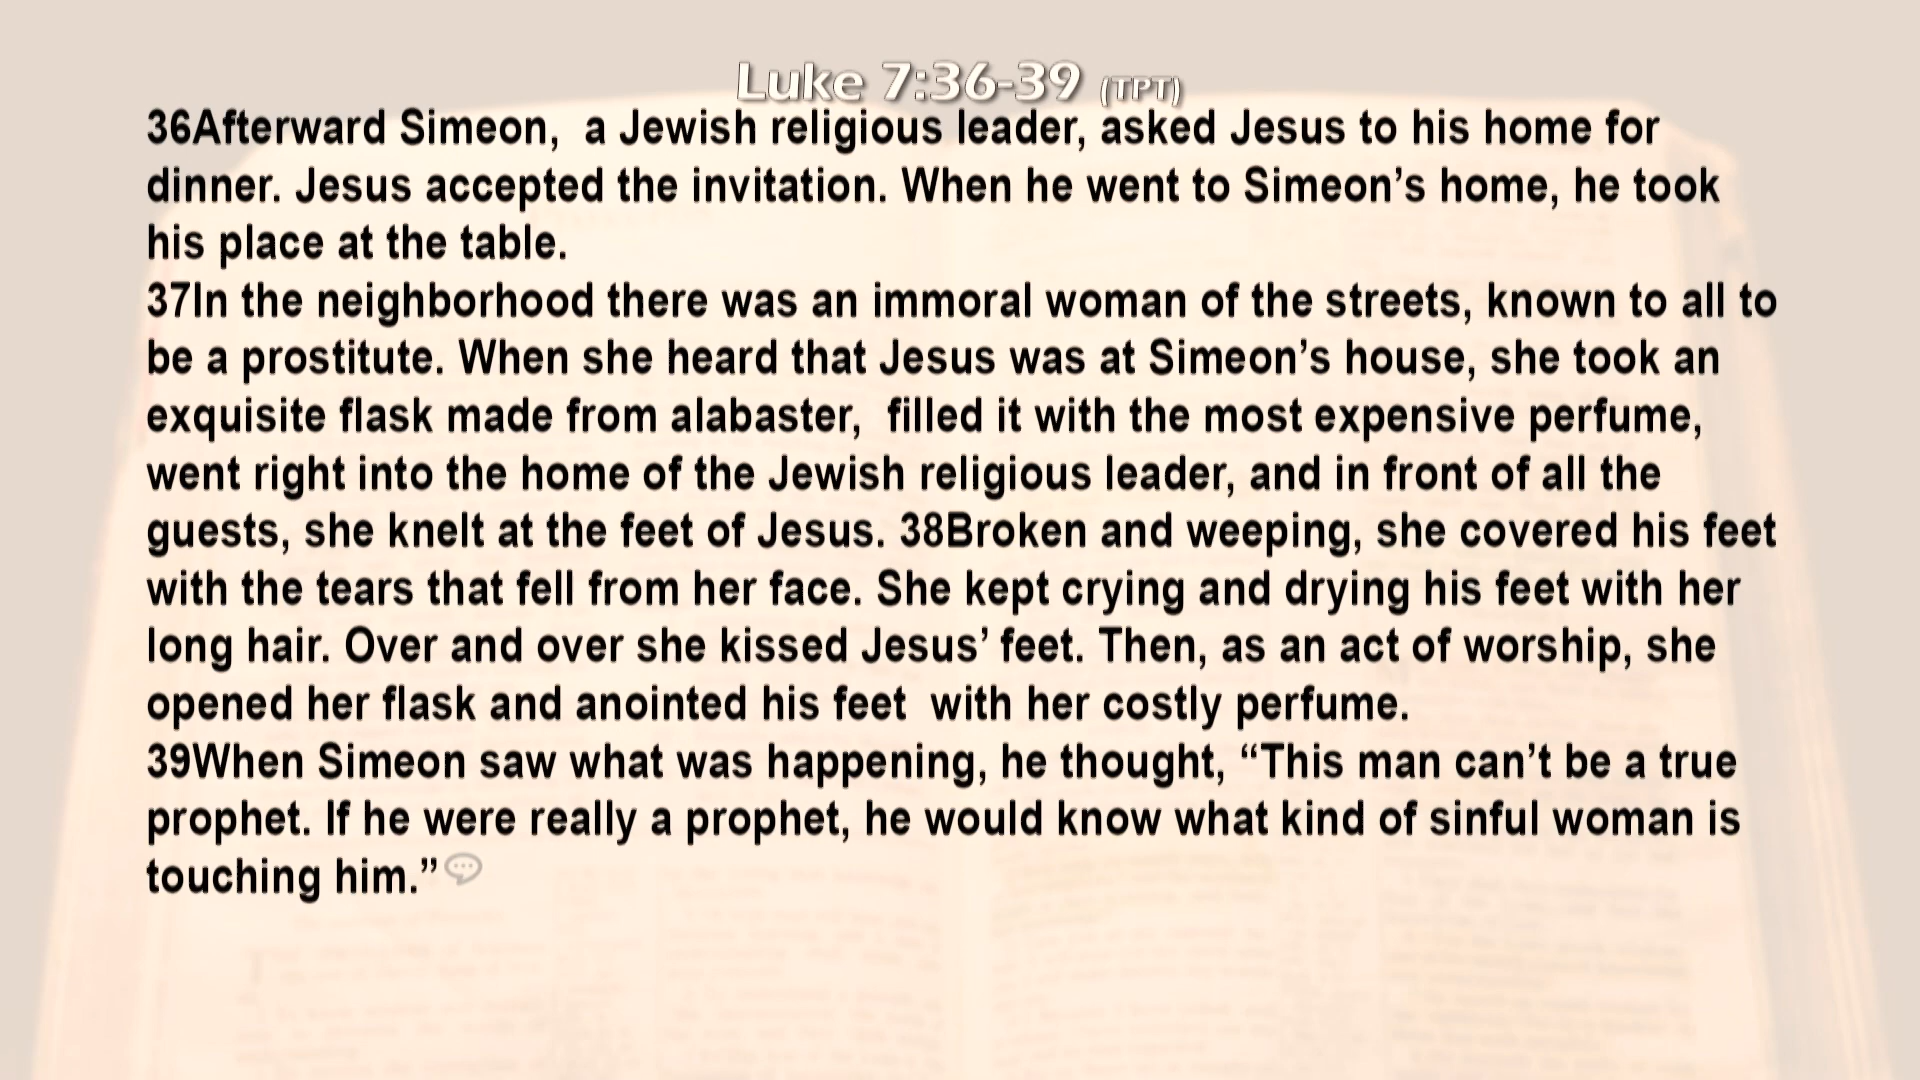 Luke 7:36-39 (TPT)
36Afterward Simeon,  a Jewish religious leader, asked Jesus to his home for
dinner. Jesus accepted the invitation. When he went to Simeon’s home, he took
his place at the table.
37In the neighborhood there was an immoral woman of the streets, known to all to
be a prostitute. When she heard that Jesus was at Simeon’s house, she took an
exquisite flask made from alabaster,  filled it with the most expensive perfume,
went right into the home of the Jewish religious leader, and in front of all the
guests, she knelt at the feet of Jesus. 38Broken and weeping, she covered his feet
with the tears that fell from her face. She kept crying and drying his feet with her
long hair. Over and over she kissed Jesus’ feet. Then, as an act of worship, she
opened her flask and anointed his feet  with her costly perfume.
39When Simeon saw what was happening, he thought, “This man can’t be a true
prophet. If he were really a prophet, he would know what kind of sinful woman is
touching him.”